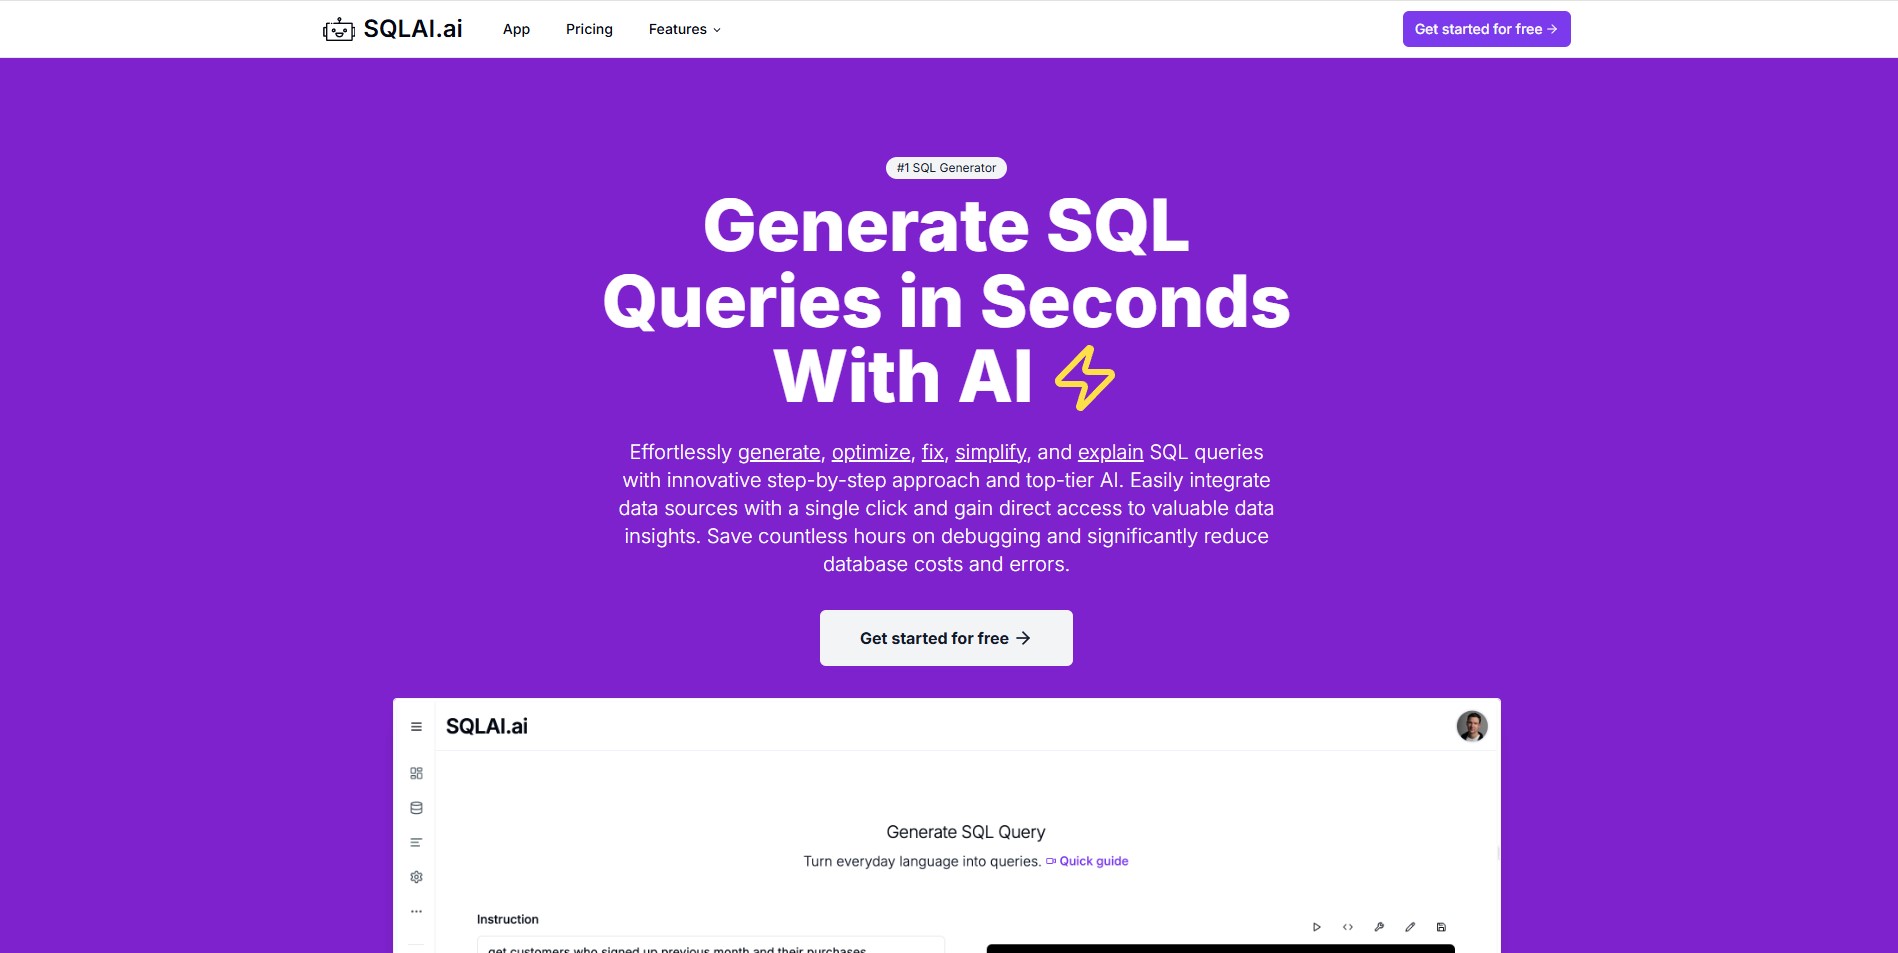 SQLAI.ai
App
Pricing
Features
Get started for free →
#1 SQL Generator
Generate SQL
Queries in Seconds
With AI
Effortlessly generate, optimize, fix, simplify, and explain SQL queries
with innovative step-by-step approach and top-tier AI. Easily integrate
data sources with a single click and gain direct access to valuable data
insights. Save countless hours on debugging and significantly reduce
database costs and errors.
Get started for free →
SQLAI.ai
Generate SQL Query
Turn everyday language into queries. Quick guide
Instruction
get customers who signed up previous month and their purchases